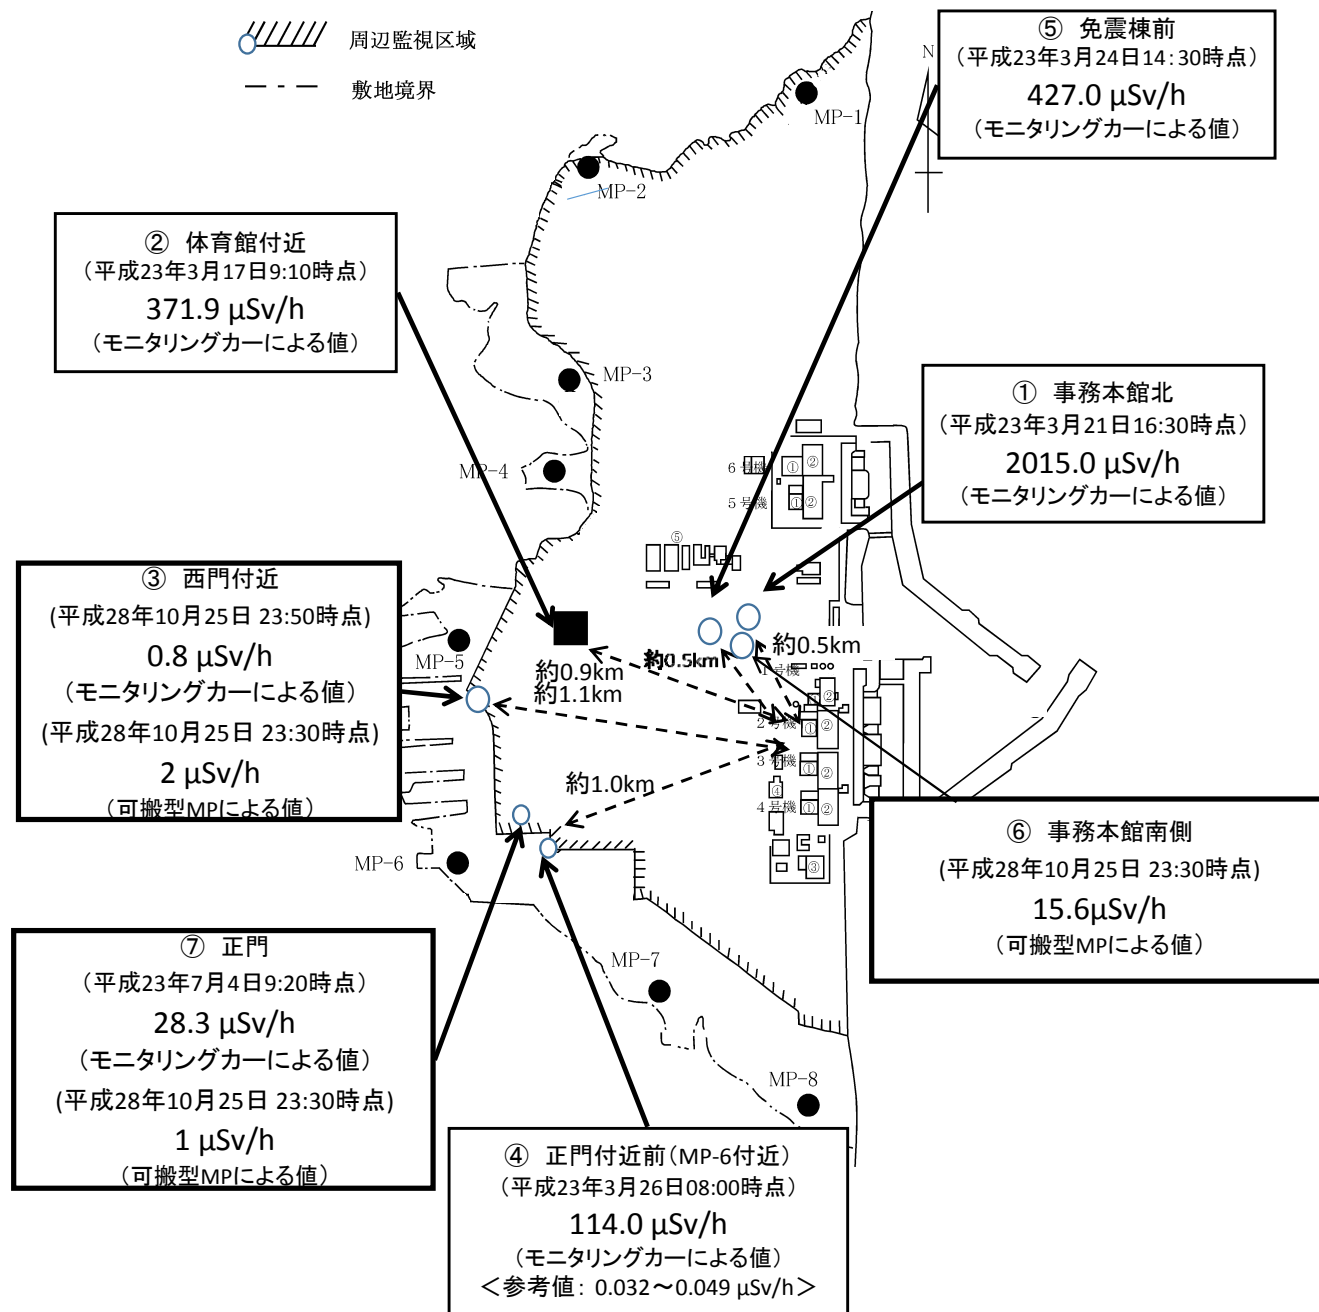 周辺監視区域
敷地境界
⑤ 免震棟前
(平成23年3月24日14:30時点)
427.0 μSv/h
(モニタリングカーによる値)
N
MP-1
MP-2
② 体育館付近
(平成23年3月17日9:10時点)
371.9 μSv/h
(モニタリングカーによる値)
MP-3
① 事務本館北
(平成23年3月21日16:30時点)
2015.0 μSv/h
(モニタリングカーによる値)
MP-4
6号機
①
②
5号機
①
②
⑤
③ 西門付近
(平成28年10月25日 23:50時点)
0.8 μSv/h
(モニタリングカーによる値)
(平成28年10月25日 23:30時点)
2 μSv/h
(可搬型MPによる値)
MP-5
約0.9km
約1.1km
約0.5km
約0.5km
1号機
②
2号機
①
②
3号機
①
②
④
4号機
①
②
③
約1.0km
MP-6
⑥ 事務本館南側
(平成28年10月25日 23:30時点)
15.6μSv/h
(可搬型MPによる値)
⑦ 正門
(平成23年7月4日9:20時点)
28.3 μSv/h
(モニタリングカーによる値)
(平成28年10月25日 23:30時点)
1 μSv/h
(可搬型MPによる値)
MP-7
MP-8
④ 正門付近前(MP-6付近)
(平成23年3月26日08:00時点)
114.0 μSv/h
(モニタリングカーによる値)
<参考値: 0.032～0.049 μSv/h>